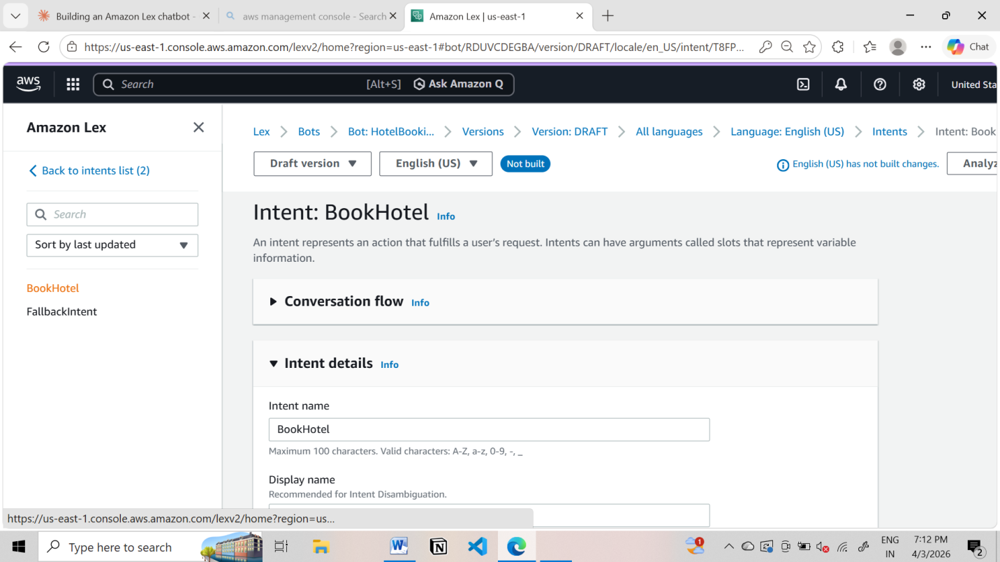 Building an Amazon Lex chatbot -
aws management console - Search
Amazon Lex | us-east-1
https://us-east-1.console.aws.amazon.com/lexv2/home?region=us-east-1#bot/RDUVCDEGBA/version/DRAFT/locale/en_US/intent/T8FP...
Chat
aws
Search
[Alt+S]
Ask Amazon Q
United Sta
Amazon Lex
Back to intents list (2)
Search
Sort by last updated
BookHotel
FallbackIntent
Lex
Bots
Bot: HotelBooki...
Versions
Version: DRAFT
All languages
Language: English (US)
Intents
Intent: Book
Draft version
English (US)
Not built
English (US) has not built changes.
Analyz
Intent: BookHotel Info
An intent represents an action that fulfills a user's request. Intents can have arguments called slots that represent variable
information.
Conversation flow Info
Intent details Info
Intent name
BookHotel
Maximum 100 characters. Valid characters: A-Z, a-z, 0-9, -, _
Display name
Recommended for Intent Disambiguation.
https://us-east-1.console.aws.amazon.com/lexv2/home?region=us...
Type here to search
1
ENG
IN
7:12 PM
4/3/2026
2